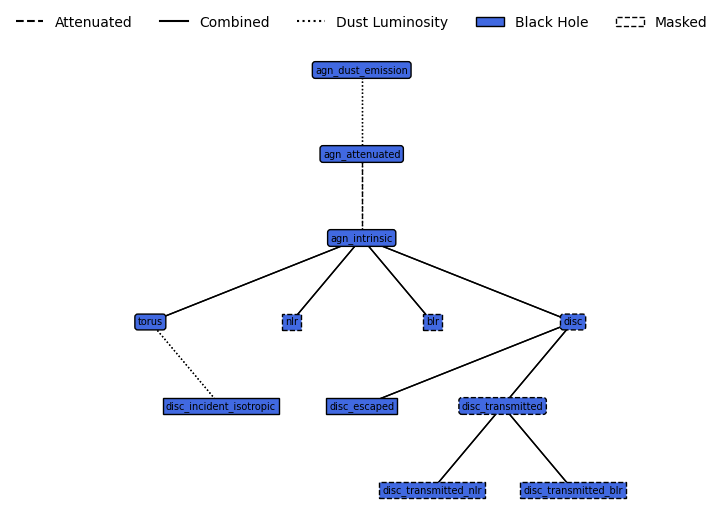 Attenuated Combined Dust Luminosity Black Hole Masked
agn_dust_emission
agn_attenuated
agn_intrinsic
torus nlr blr disc
disc_incident_isotropic disc_escaped disc_transmitted
disc_transmitted_nlr disc_transmitted_blr